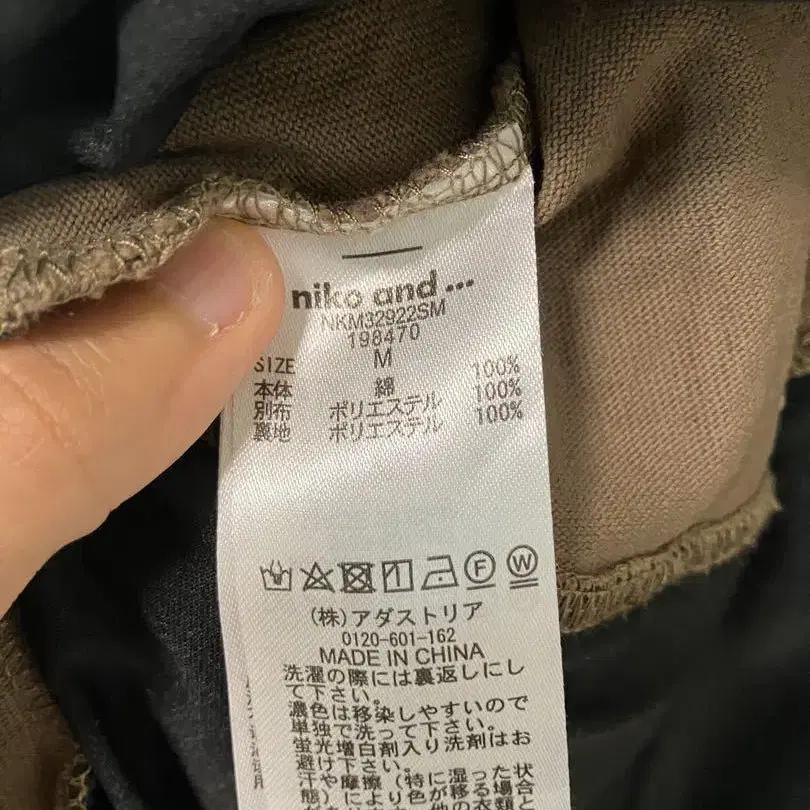 niko and ...
NKM32922SM
198470
SIZE M
本体 綿 100%
別布 ポリエステル 100%
裏地 ポリエステル 100%
F W
(株)アダストリア
0120-601-162
MADE IN CHINA
洗濯の際には裏返しにし
て下さい。
濃色は移染しやすいので
単独で洗って下さい。
蛍光増白剤入り洗剤はお
避け下さい。
汗や摩擦(特に湿った状
態)により色が移る場合
他の衣類と